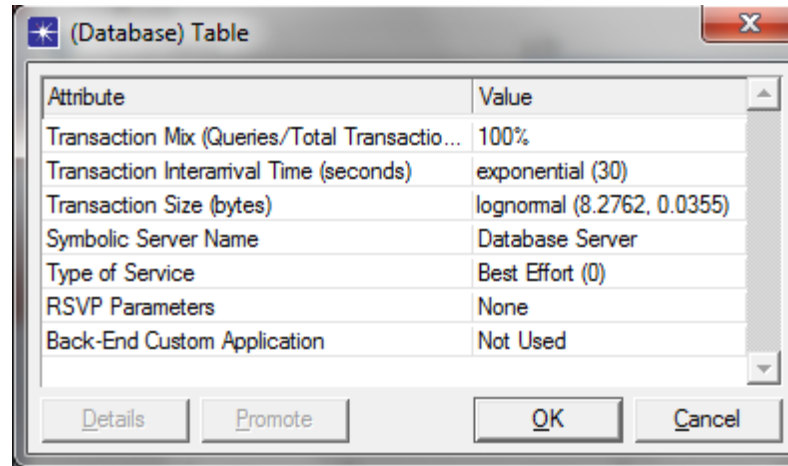 (Database) Table
Attribute Value
Transaction Mix (Queries/Total Transactio... 100%
Transaction Interarrival Time (seconds) exponential (30)
Transaction Size (bytes) lognormal (8.2762, 0.0355)
Symbolic Server Name Database Server
Type of Service Best Effort (0)
RSVP Parameters None
Back-End Custom Application Not Used
Details Promote OK Cancel